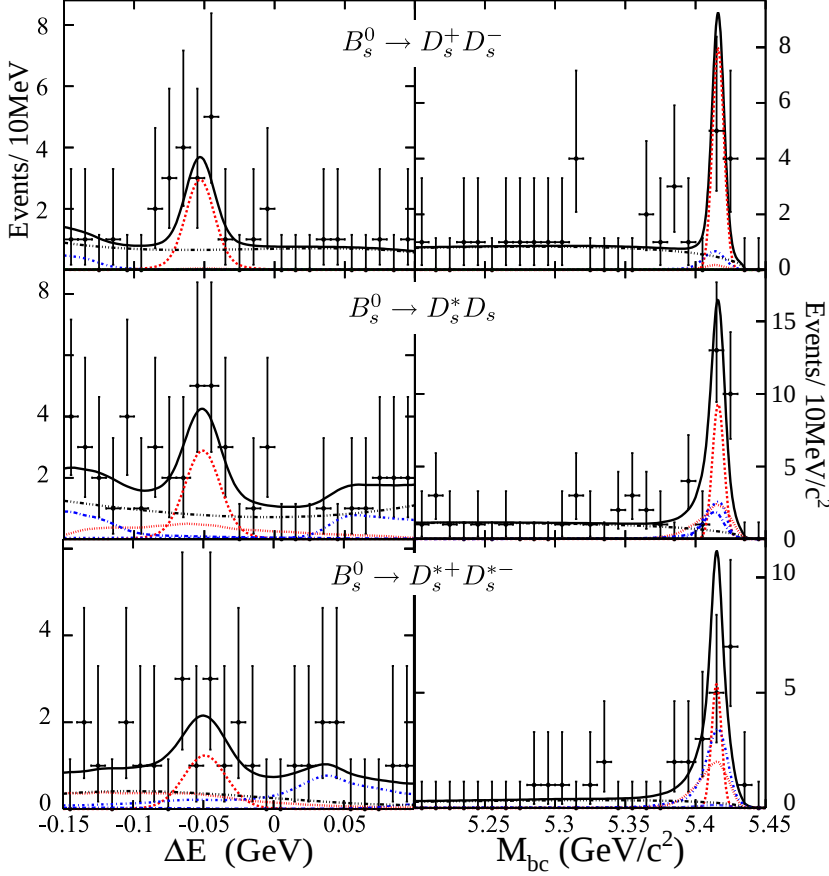 8
6
4
2
Events/ 10MeV
B_s^0 → D_s^+ D_s^-
8
6
4
2
0
8
4
2
B_s^0 → D_s^* D_s
15
10
5
0
Events/ 10MeV/c²
4
2
0
B_s^0 → D_s^{*+} D_s^{*-}
10
5
0
-0.15 -0.1 -0.05 0 0.05
5.25 5.3 5.35 5.4 5.45
ΔE (GeV)
M_bc (GeV/c²)